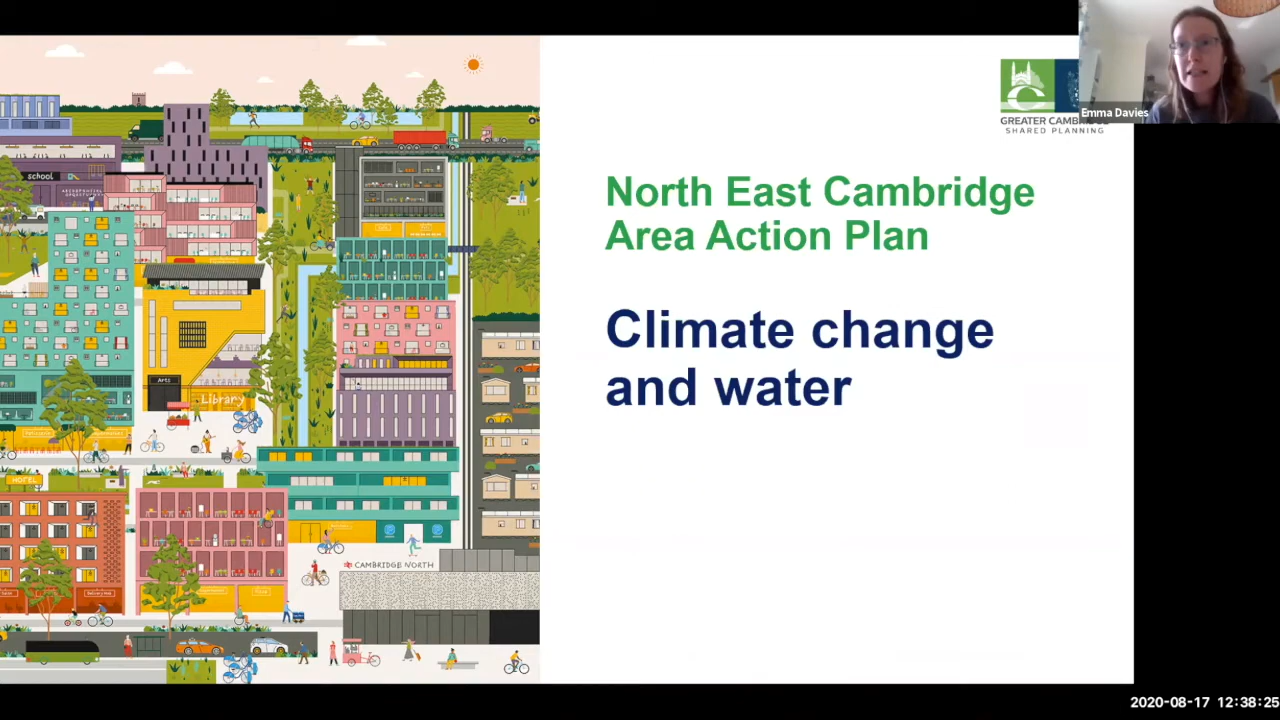 Emma Davies
GREATER CAMBRIDGE
SHARED PLANNING
North East Cambridge
Area Action Plan
Climate change
and water
school
Arts
Library
HOTEL
CAMBRIDGE NORTH
2020-08-17 12:38:25